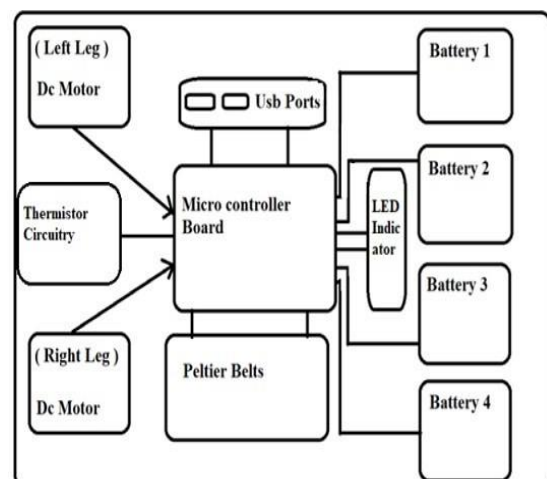 ( Left Leg )
Dc Motor
Usb Ports
Battery 1
Thermistor
Circuitry
Micro controller
Board
LED
Indic
ator
Battery 2
( Right Leg )
Dc Motor
Peltier Belts
Battery 3
Battery 4